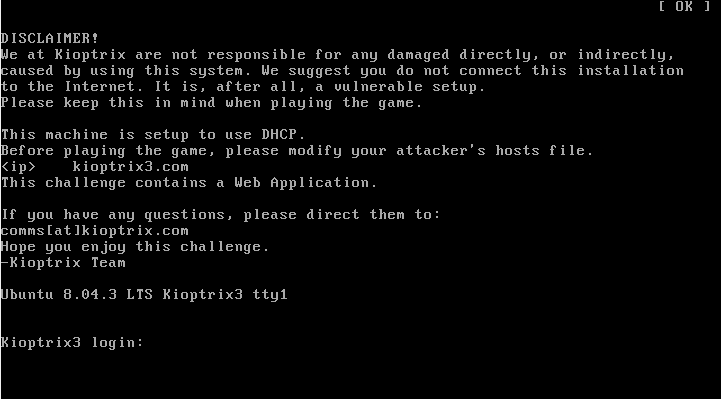 [ OK ]
DISCLAIMER!
We at Kioptrix are not responsible for any damaged directly, or indirectly,
caused by using this system. We suggest you do not connect this installation
to the Internet. It is, after all, a vulnerable setup.
Please keep this in mind when playing the game.
This machine is setup to use DHCP.
Before playing the game, please modify your attacker's hosts file.
<ip>    kioptrix3.com
This challenge contains a Web Application.
If you have any questions, please direct them to:
comms[at]kioptrix.com
Hope you enjoy this challenge.
-Kioptrix Team
Ubuntu 8.04.3 LTS Kioptrix3 tty1
Kioptrix3 login: